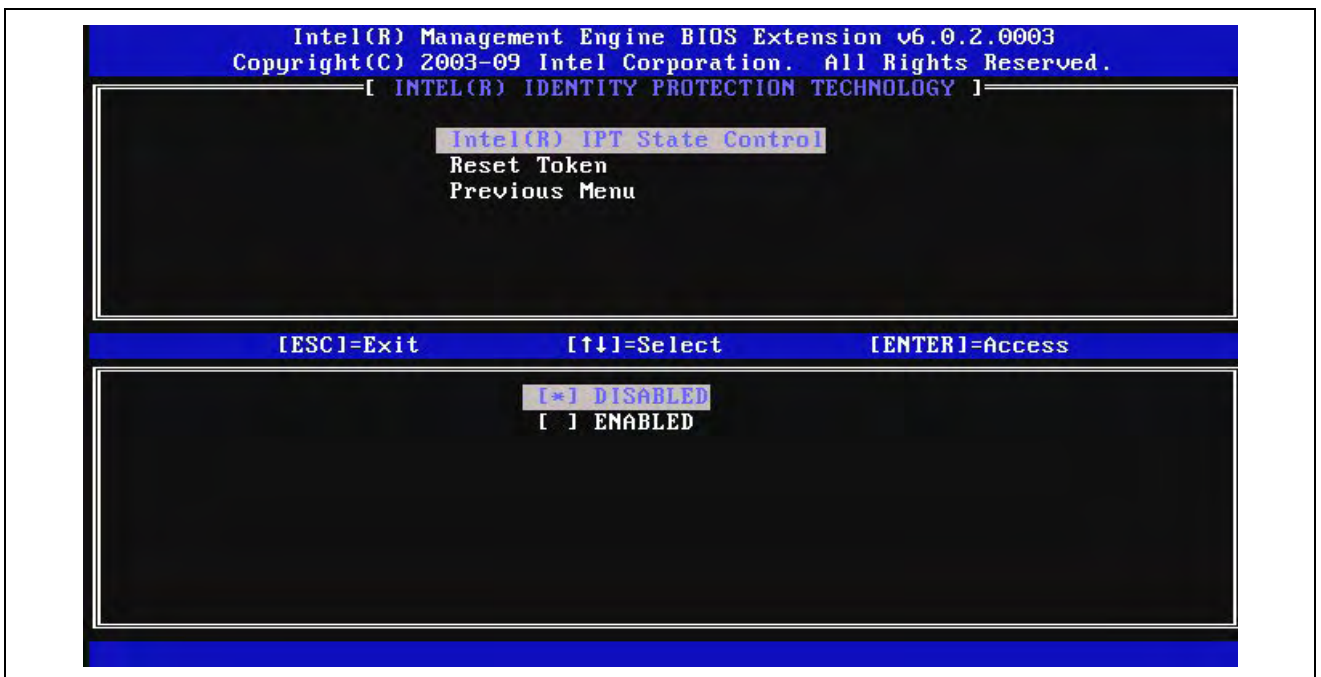 Intel(R) Management Engine BIOS Extension v6.0.2.0003
Copyright(C) 2003-09 Intel Corporation. All Rights Reserved.
[ INTEL(R) IDENTITY PROTECTION TECHNOLOGY ]
Intel(R) IPT State Control
Reset Token
Previous Menu
[ESC]=Exit [↑↓]=Select [ENTER]=Access
[*] DISABLED
[ ] ENABLED